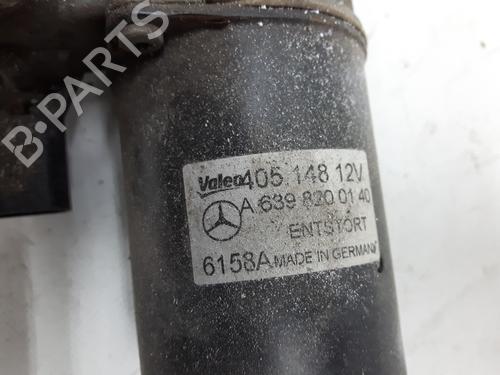 B-PARTS
Valeo 405 148 12V
A 639 820 01 40
ENTSTÖRT
6158A MADE IN GERMANY